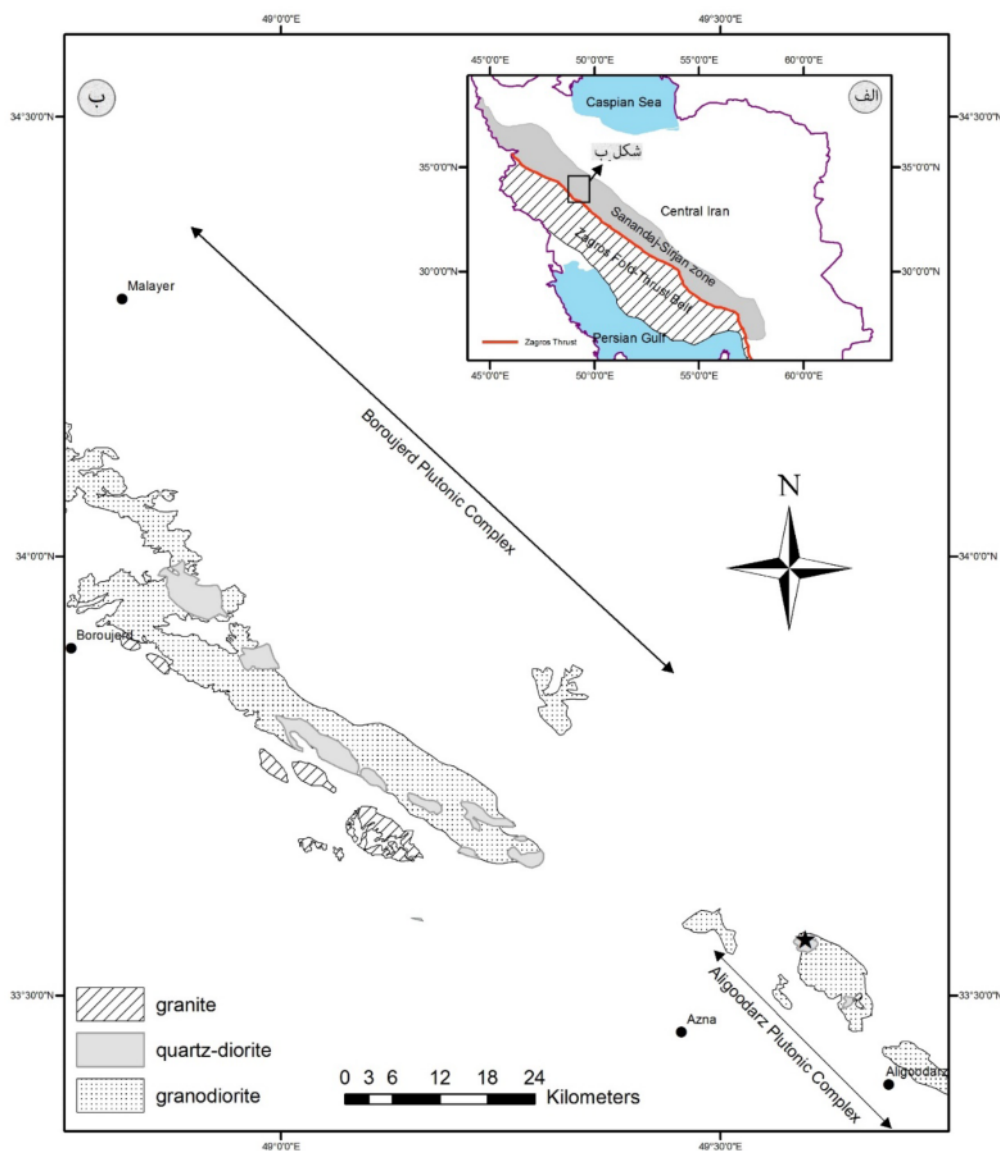 49°0'0"E
49°30'0"E
ب
34°30'0"N
34°30'0"N
45°0'0"E
50°0'0"E
55°0'0"E
60°0'0"E
الف
Caspian Sea
شکل ب
35°0'0"N
35°0'0"N
Central Iran
Sanandaj-Sirjan zone
Zagros Fold-Thrust Belt
30°0'0"N
30°0'0"N
Persian Gulf
Zagros Thrust
45°0'0"E
50°0'0"E
55°0'0"E
60°0'0"E
Malayer
Boroujerd Plutonic Complex
N
34°0'0"N
34°0'0"N
Boroujerd
33°30'0"N
33°30'0"N
Azna
Aligoodarz Plutonic Complex
Aligoodarz
granite
quartz-diorite
granodiorite
0 3 6 12 18 24
Kilometers
49°0'0"E
49°30'0"E